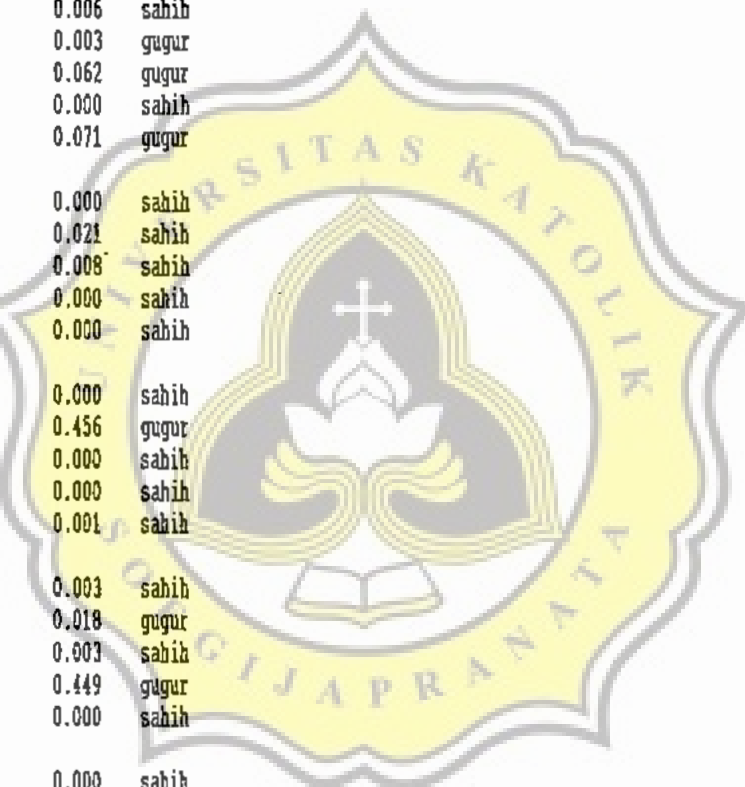 0.006 sahih
0.003 gugur
0.062 gugur
0.000 sahih
0.071 gugur
0.000 sahih
0.021 sahih
0.008 sahih
0.000 sahih
0.000 sahih
0.000 sahih
0.456 gugur
0.000 sahih
0.000 sahih
0.001 sahih
0.003 sahih
0.018 gugur
0.003 sahih
0.449 gugur
0.000 sahih
0.000 sahih
UNIVERSITAS KATOLIK
SOEGIJAPRANATA